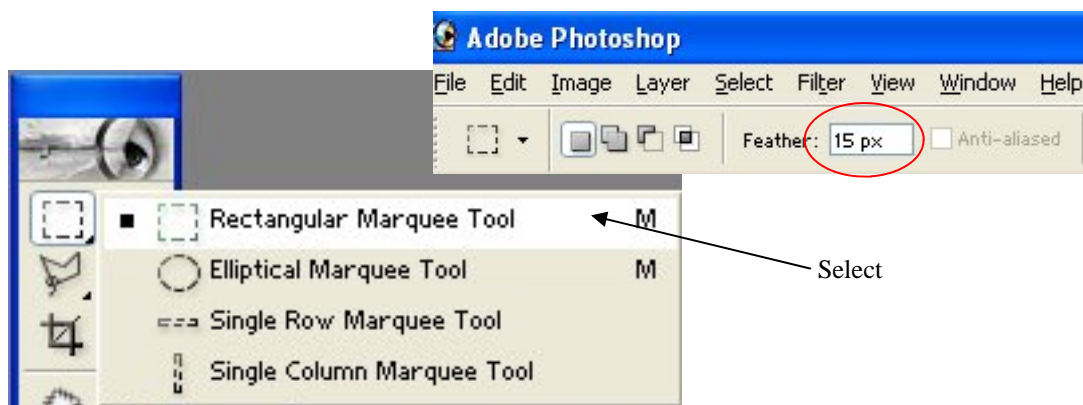 Adobe Photoshop
File Edit Image Layer Select Filter View Window Help
Feather: 15 px Anti-aliased
Rectangular Marquee Tool M
Elliptical Marquee Tool M
Select
Single Row Marquee Tool
Single Column Marquee Tool